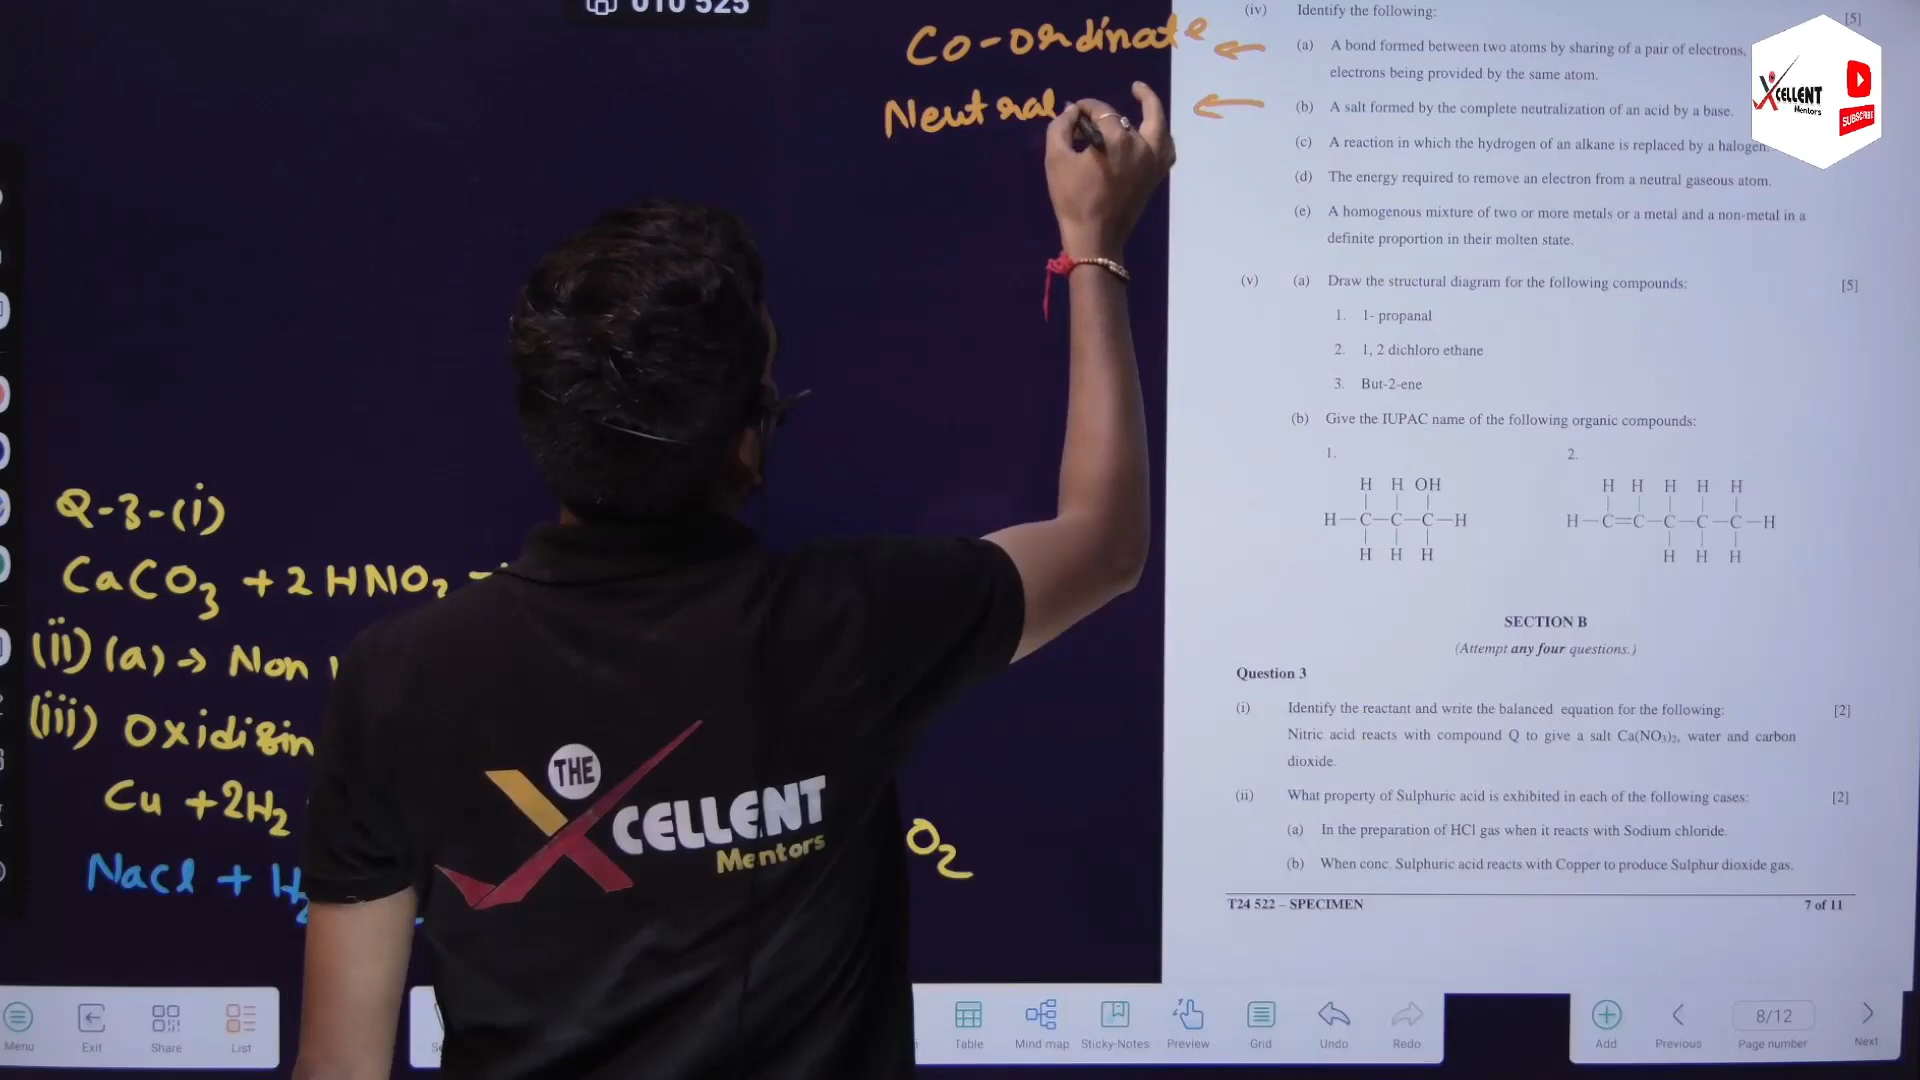 010 525
Co-ordinate
Neutral
Q-3-(i)
CaCO3 + 2HNO3
(ii) (a) → Non
(iii) Oxidizin
Cu + 2H2
O2
NaCl + H2
THE
XCELLENT
Mentors
(iv) Identify the following: [5]
(a) A bond formed between two atoms by sharing of a pair of electrons,
electrons being provided by the same atom.
(b) A salt formed by the complete neutralization of an acid by a base.
(c) A reaction in which the hydrogen of an alkane is replaced by a halogen.
(d) The energy required to remove an electron from a neutral gaseous atom.
(e) A homogenous mixture of two or more metals or a metal and a non-metal in a
definite proportion in their molten state.
(v) (a) Draw the structural diagram for the following compounds: [5]
1. 1- propanal
2. 1, 2 dichloro ethane
3. But-2-ene
(b) Give the IUPAC name of the following organic compounds:
1. 2.
H H OH H H H H H
H—C—C—C—H H—C=C—C—C—C—H
H H H H H H
SECTION B
(Attempt any four questions.)
Question 3
(i) Identify the reactant and write the balanced equation for the following: [2]
Nitric acid reacts with compound Q to give a salt Ca(NO3)2, water and carbon
dioxide.
(ii) What property of Sulphuric acid is exhibited in each of the following cases: [2]
(a) In the preparation of HCl gas when it reacts with Sodium chloride.
(b) When conc. Sulphuric acid reacts with Copper to produce Sulphur dioxide gas.
T24 522 – SPECIMEN 7 of 11
XCELLENT
Mentors
SUBSCRIBE
Menu Exit Share List
Table Mind map Sticky-Notes Preview Grid Undo Redo
8/12
Add Previous Page number Next